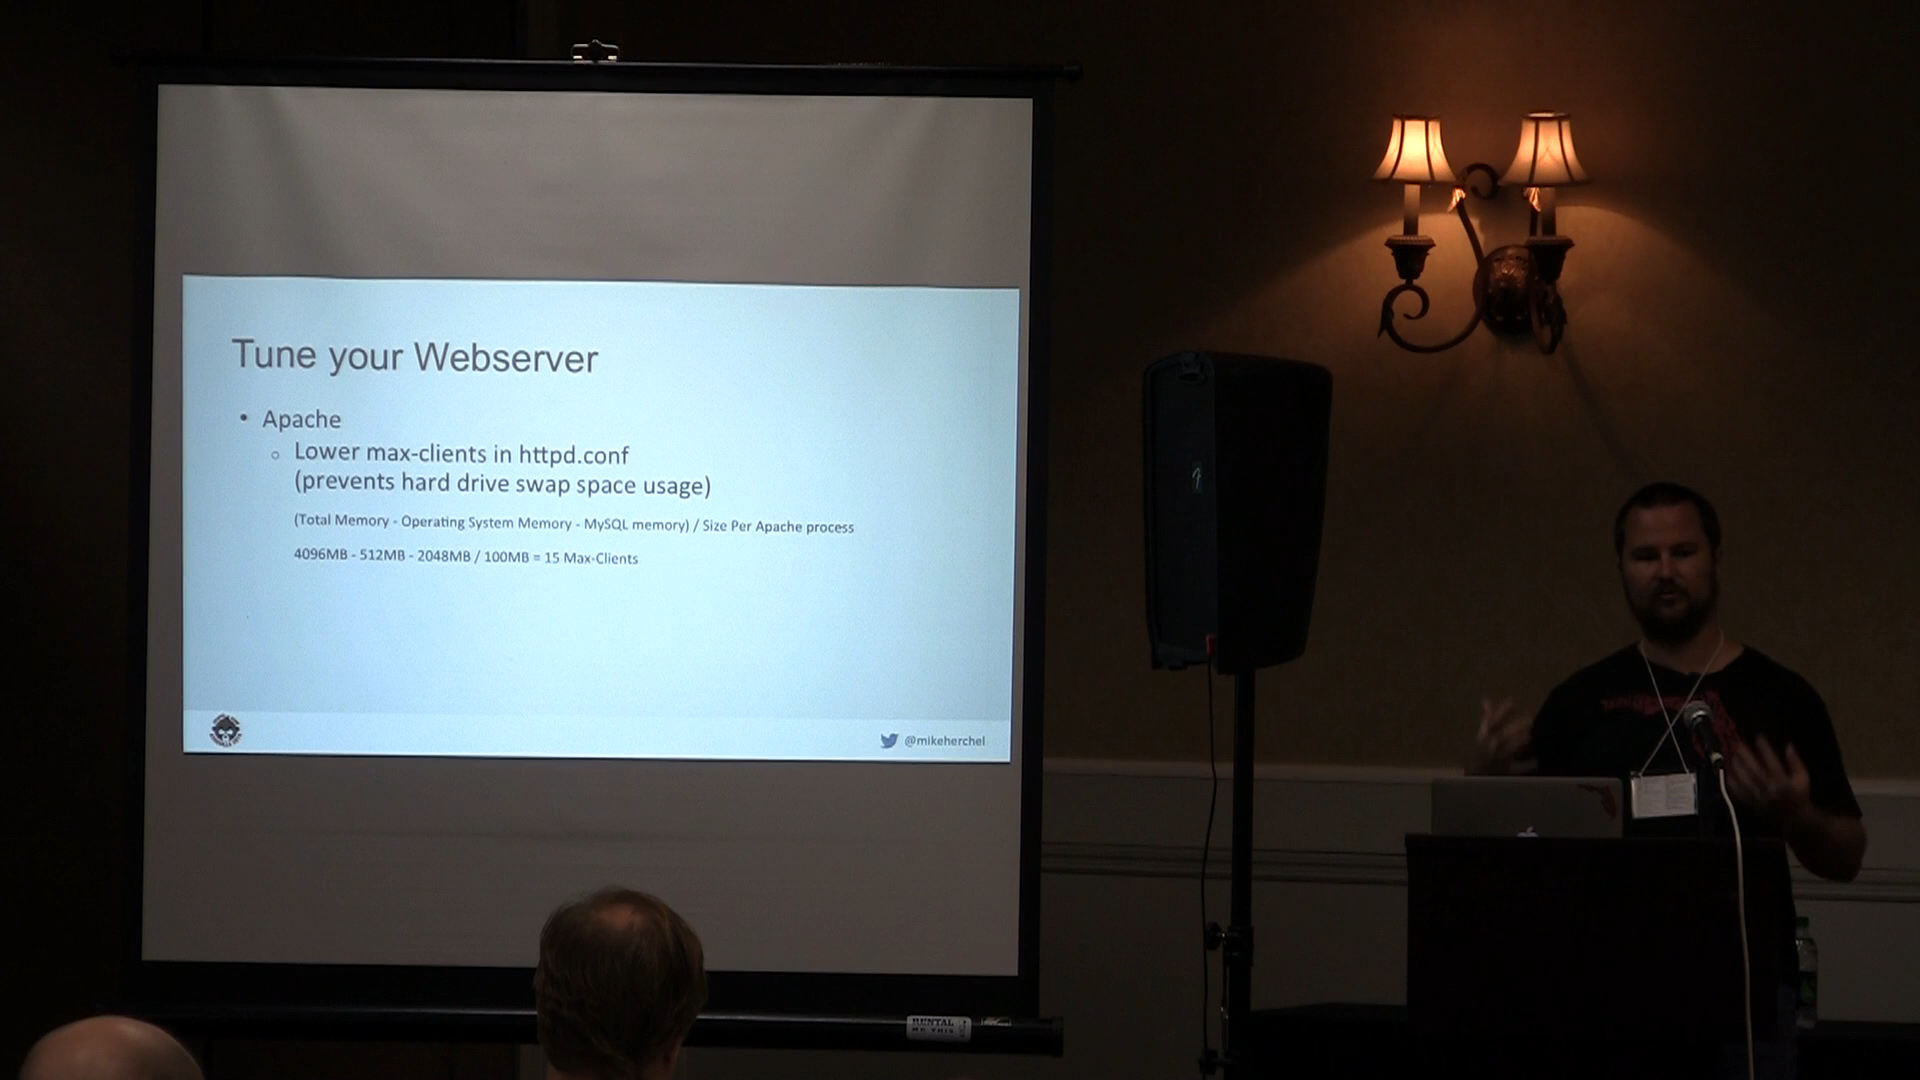 Tune your Webserver
• Apache
○ Lower max-clients in httpd.conf
(prevents hard drive swap space usage)
(Total Memory - Operating System Memory - MySQL memory) / Size Per Apache process
4096MB - 512MB - 2048MB / 100MB = 15 Max-Clients
@mikeherchel
RENTAL